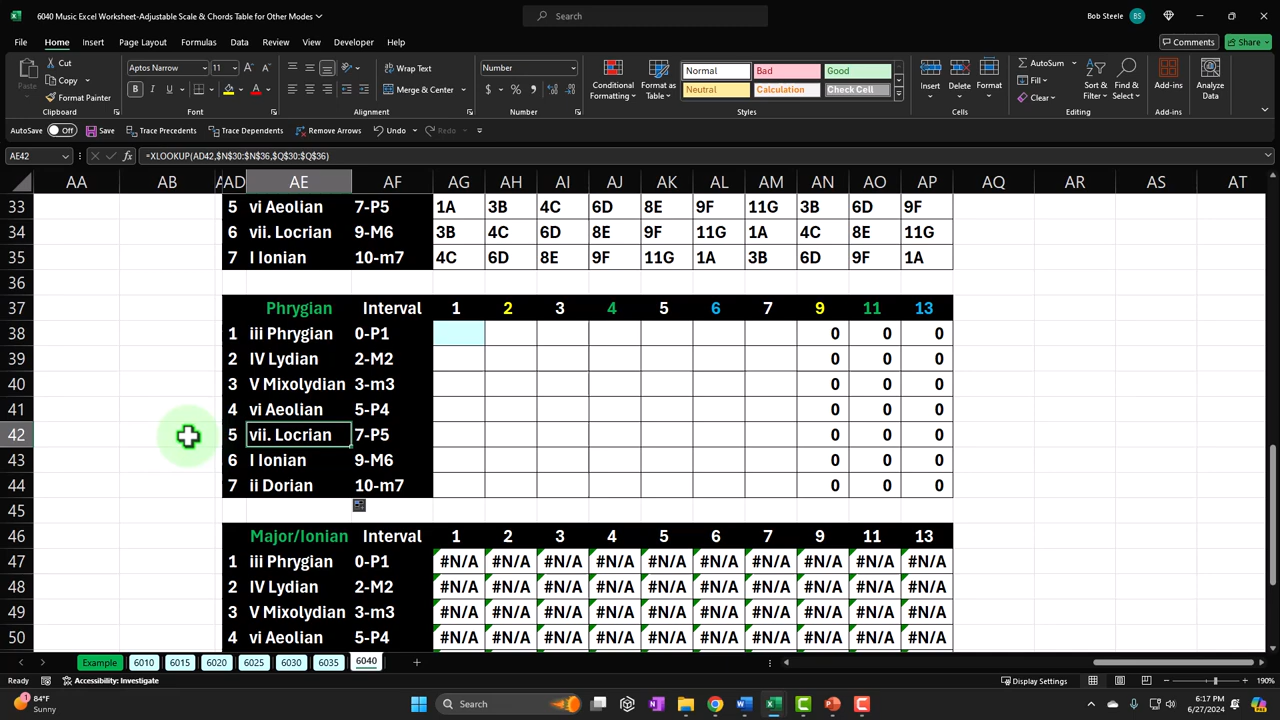 6040 Music Excel Worksheet-Adjustable Scale & Chords Table for Other Modes
Search
Bob Steele
BS
File Home Insert Page Layout Formulas Data Review View Developer Help
Comments
Share
Paste
Cut
Copy
Format Painter
Clipboard
Aptos Narrow 11
B I U
Font
Wrap Text
Merge & Center
Alignment
Number
$ % 9
Number
Conditional Formatting
Format as Table
Normal Bad Good
Neutral Calculation Check Cell
Styles
Insert Delete Format
Cells
AutoSum
Fill
Clear
Sort & Filter
Find & Select
Editing
Add-ins
Add-ins
Analyze Data
AutoSave Off Save Trace Precedents Trace Dependents Remove Arrows Undo Redo
AE42 fx =XLOOKUP(AD42,$N$30:$N$36,$Q$30:$Q$36)
AA AB AD AE AF AG AH AI AJ AK AL AM AN AO AP AQ AR AS AT
33 5 vi Aeolian 7-P5 1A 3B 4C 6D 8E 9F 11G 3B 6D 9F
34 6 vii. Locrian 9-M6 3B 4C 6D 8E 9F 11G 1A 4C 8E 11G
35 7 I Ionian 10-m7 4C 6D 8E 9F 11G 1A 3B 6D 9F 1A
36
37 Phrygian Interval 1 2 3 4 5 6 7 9 11 13
38 1 iii Phrygian 0-P1 0 0 0
39 2 IV Lydian 2-M2 0 0 0
40 3 V Mixolydian 3-m3 0 0 0
41 4 vi Aeolian 5-P4 0 0 0
42 5 vii. Locrian 7-P5 0 0 0
43 6 I Ionian 9-M6 0 0 0
44 7 ii Dorian 10-m7 0 0 0
45
46 Major/Ionian Interval 1 2 3 4 5 6 7 9 11 13
47 1 iii Phrygian 0-P1 #N/A #N/A #N/A #N/A #N/A #N/A #N/A #N/A #N/A #N/A
48 2 IV Lydian 2-M2 #N/A #N/A #N/A #N/A #N/A #N/A #N/A #N/A #N/A #N/A
49 3 V Mixolydian 3-m3 #N/A #N/A #N/A #N/A #N/A #N/A #N/A #N/A #N/A #N/A
50 4 vi Aeolian 5-P4 #N/A #N/A #N/A #N/A #N/A #N/A #N/A #N/A #N/A #N/A
Example 6010 6015 6020 6025 6030 6035 6040
Ready Accessibility: Investigate Display Settings 190%
84°F
Sunny
Search
6:17 PM
6/27/2024